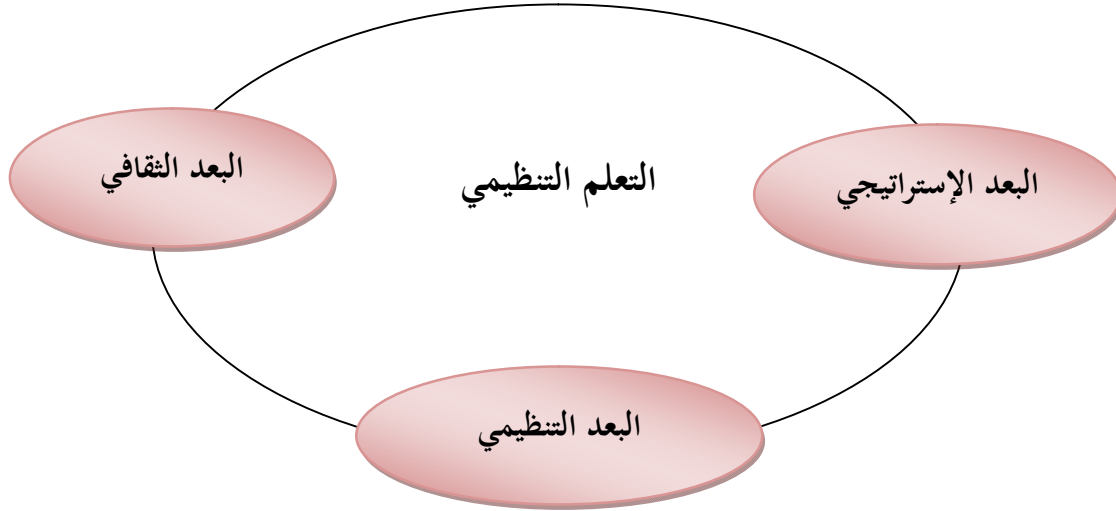 التعلم التنظيمي
البعد الإستراتيجي
البعد الثقافي
البعد التنظيمي